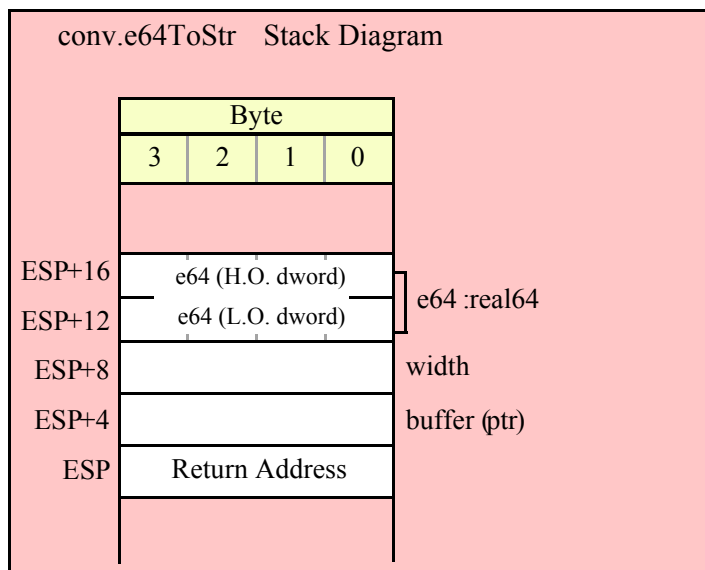 conv.e64ToStr Stack Diagram
Byte
3 2 1 0
ESP+16 e64 (H.O. dword)
e64 :real64
ESP+12 e64 (L.O. dword)
ESP+8 width
ESP+4 buffer (ptr)
ESP Return Address